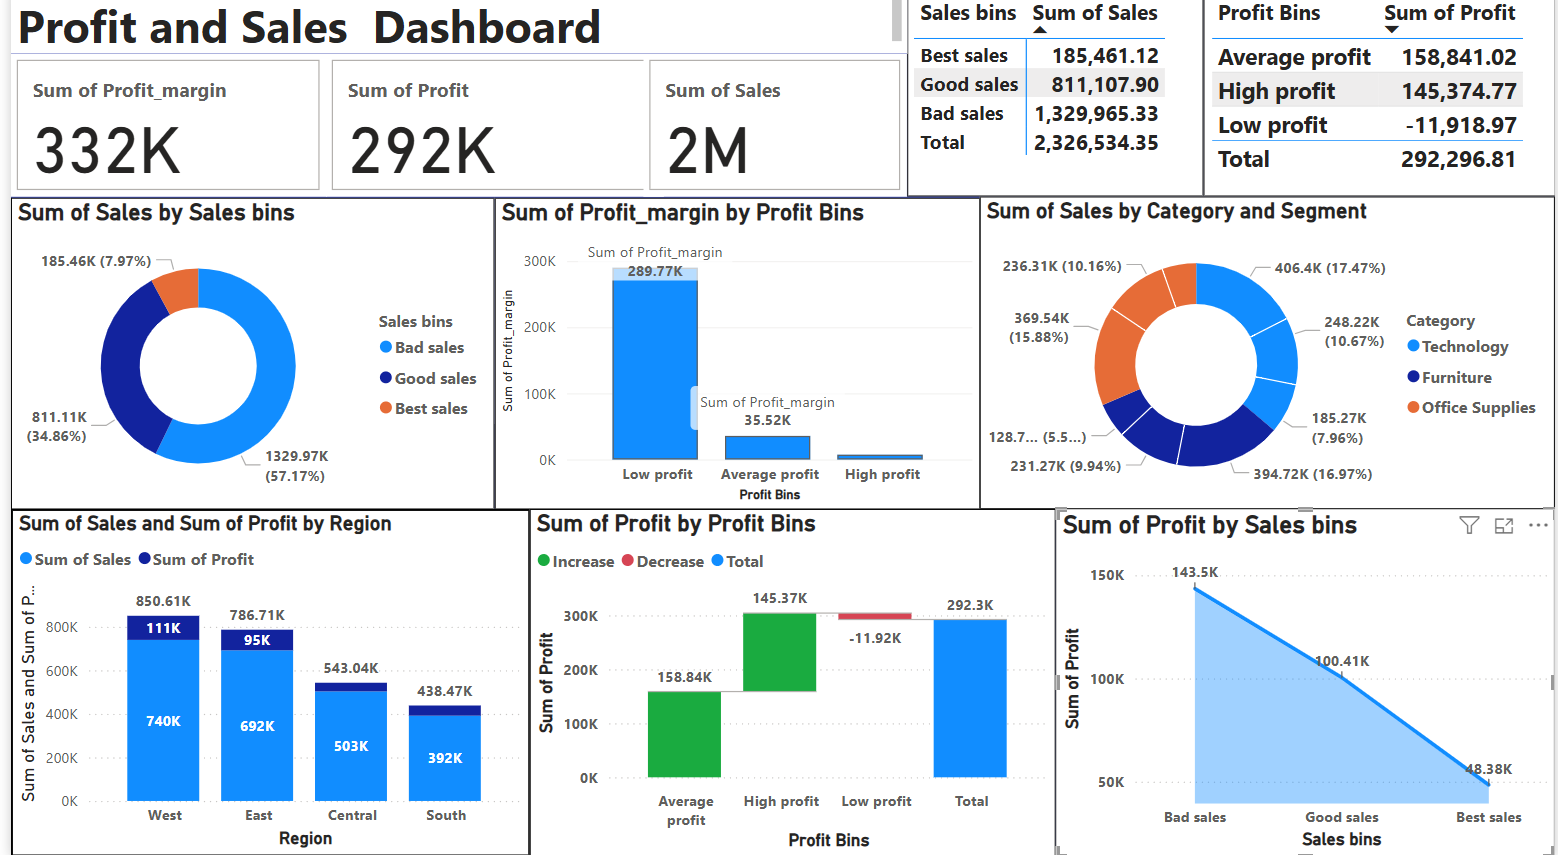 Profit and Sales Dashboard
Sum of Profit_margin
332K
Sum of Profit
292K
Sum of Sales
2M
Sales bins Sum of Sales
Best sales 185,461.12
Good sales 811,107.90
Bad sales 1,329,965.33
Total 2,326,534.35
Profit Bins Sum of Profit
Average profit 158,841.02
High profit 145,374.77
Low profit -11,918.97
Total 292,296.81
Sum of Sales by Sales bins
185.46K (7.97%)
811.11K
(34.86%)
1329.97K
(57.17%)
Sales bins
Bad sales
Good sales
Best sales
Sum of Profit_margin by Profit Bins
Sum of Profit_margin
300K
200K
100K
0K
Sum of Profit_margin
289.77K
Sum of Profit_margin
35.52K
Low profit Average profit High profit
Profit Bins
Sum of Sales by Category and Segment
236.31K (10.16%)
406.4K (17.47%)
369.54K
(15.88%)
248.22K
(10.67%)
128.7... (5.5...)
185.27K
(7.96%)
231.27K (9.94%)
394.72K (16.97%)
Category
Technology
Furniture
Office Supplies
Sum of Sales and Sum of Profit by Region
Sum of Sales Sum of Profit
Sum of Sales and Sum of P...
800K
600K
400K
200K
0K
850.61K
111K
740K
786.71K
95K
692K
543.04K
503K
438.47K
392K
West East Central South
Region
Sum of Profit by Profit Bins
Increase Decrease Total
Sum of Profit
300K
200K
100K
0K
158.84K
145.37K
-11.92K
292.3K
Average
profit
High profit Low profit Total
Profit Bins
Sum of Profit by Sales bins
Sum of Profit
150K
100K
50K
143.5K
100.41K
48.38K
Bad sales Good sales Best sales
Sales bins